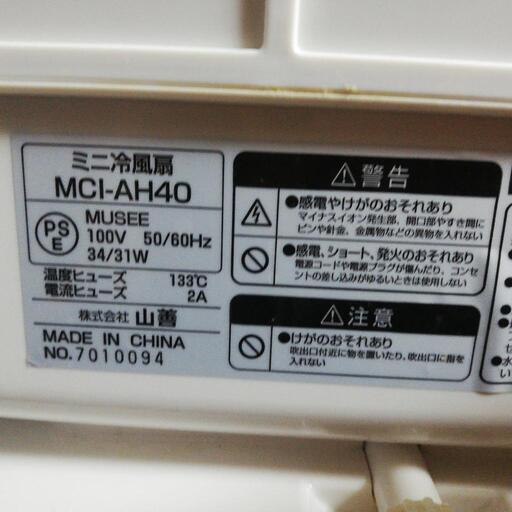 ミニ冷風扇
MCI-AH40
PS
E
MUSEE
100V 50/60Hz
34/31W
温度ヒューズ 133℃
電流ヒューズ 2A
株式会社 山善
MADE IN CHINA
NO.7010094
警告
●感電やけがのおそれあり
マイナスイオン発生部、開口部やすき間に
ピンや針金、金属物などの異物を入れない
●感電、ショート、発火のおそれあり
電源コードや電源プラグが傷んだり、コンセ
ントの差し込みがゆるいときは使用しない
注意
●けがのおそれあり
吹出口付近に物を置いたり、吹出口に指を
入れない